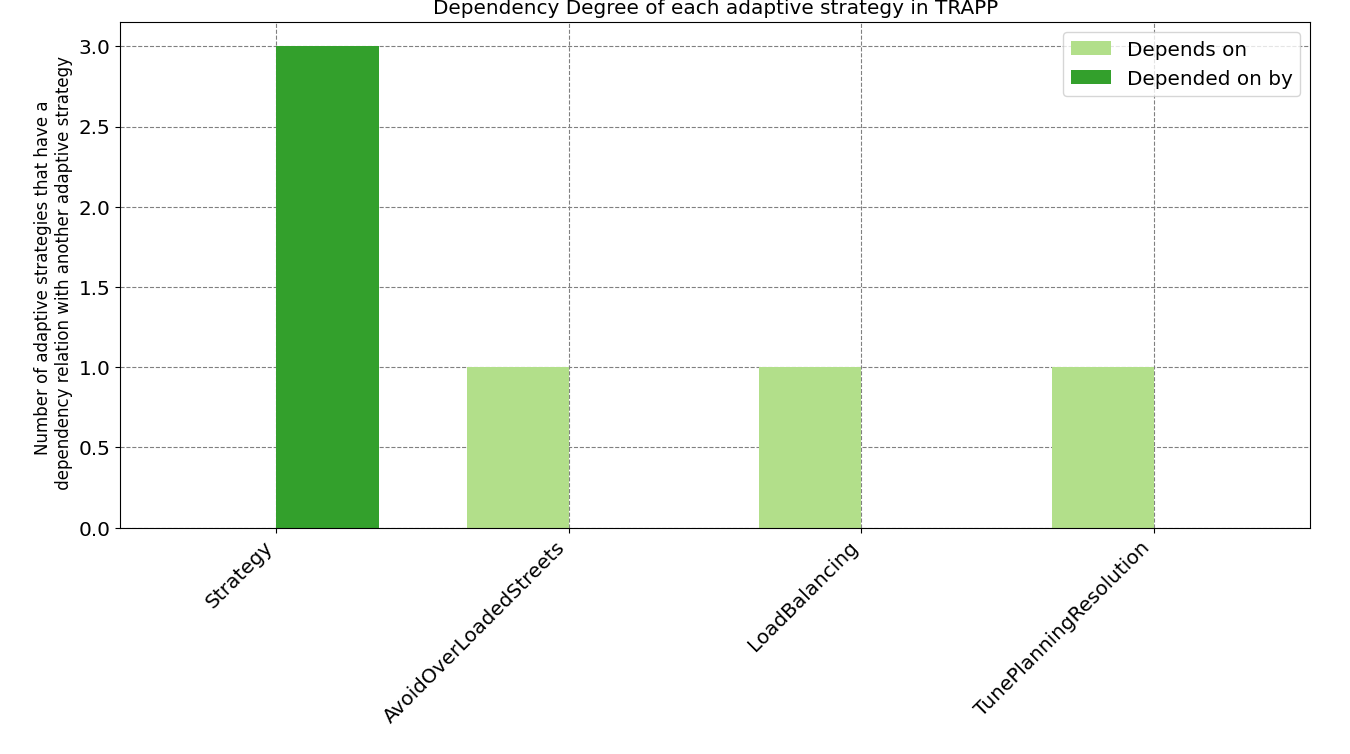 Dependency Degree of each adaptive strategy in TRAPP
Number of adaptive strategies that have a
dependency relation with another adaptive strategy
3.0
2.5
2.0
1.5
1.0
0.5
0.0
Depends on
Depended on by
Strategy
AvoidOverLoadedStreets
LoadBalancing
TunePlanningResolution